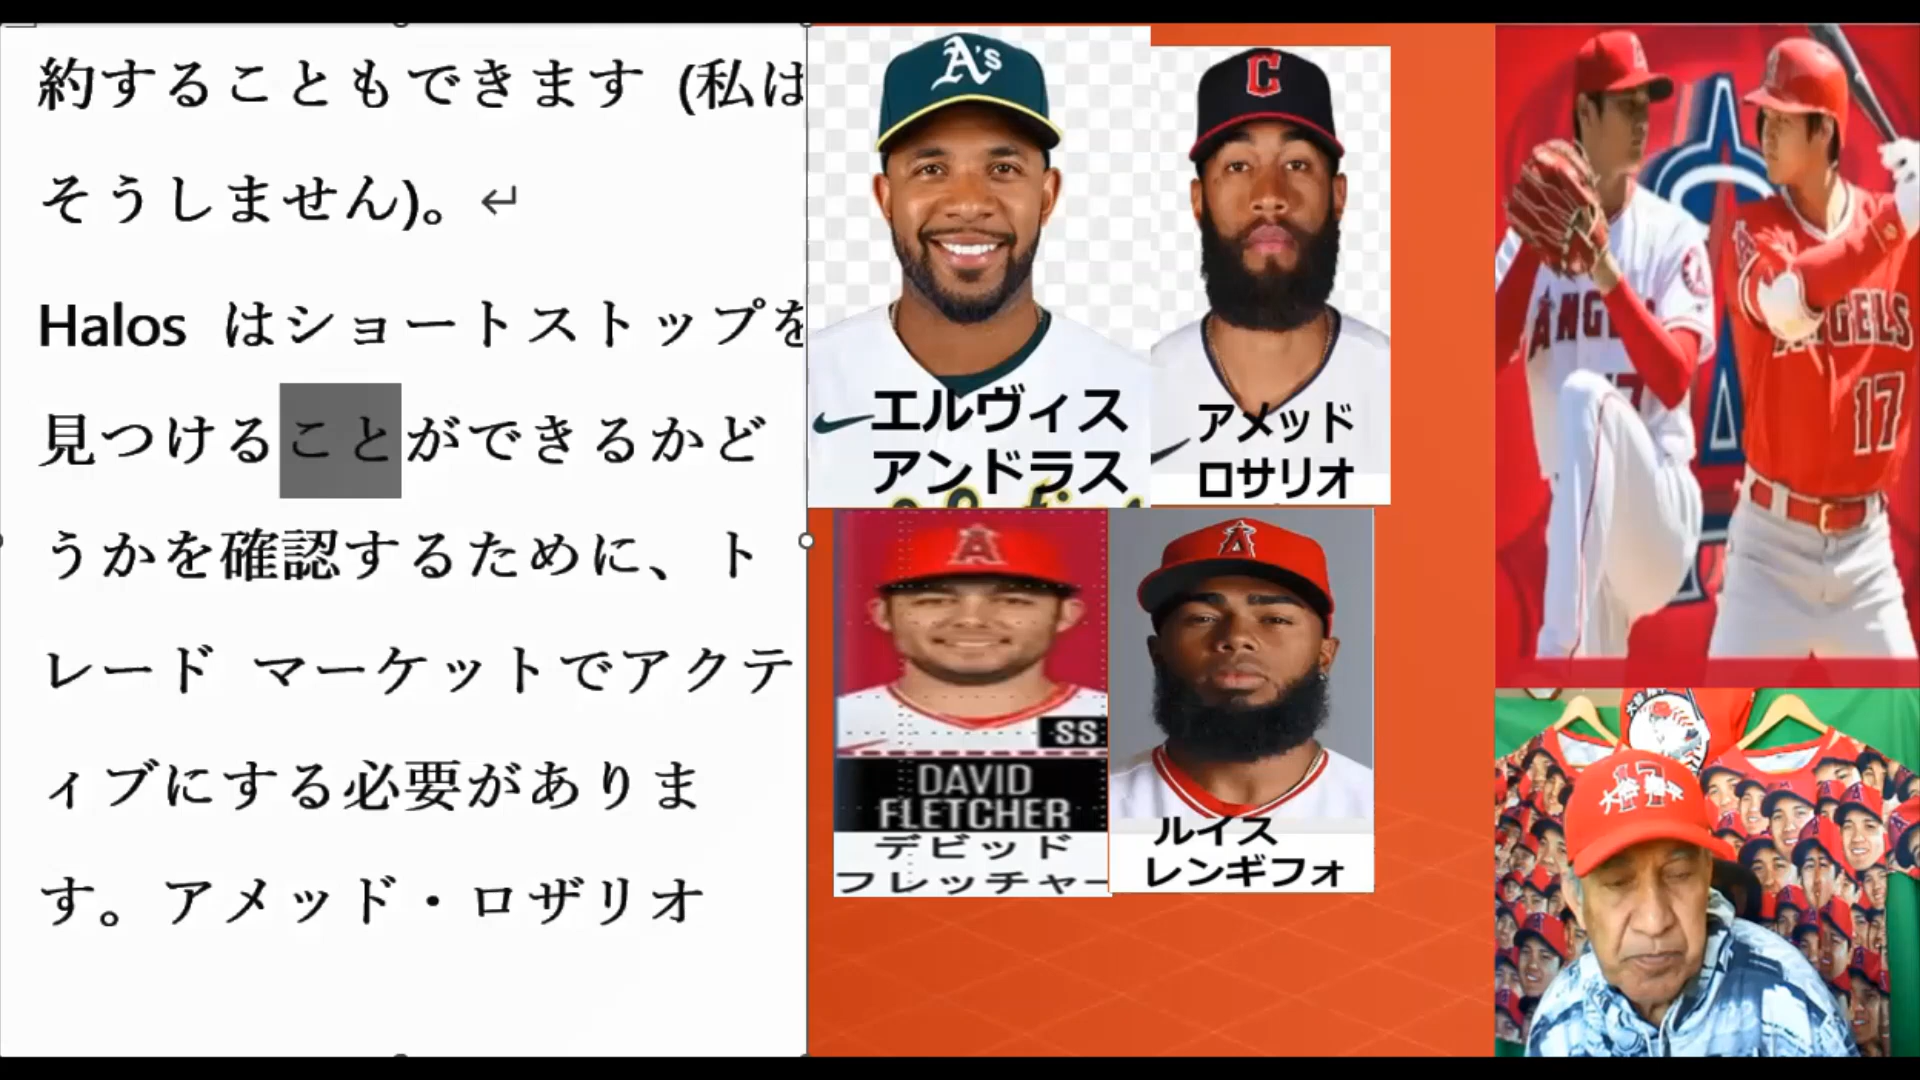 約することもできます (私は
そうしません)。
Halos はショートストップを
見つけることができるかど
うかを確認するために、ト
レード マーケットでアクテ
ィブにする必要がありま
す。アメッド・ロザリオ
A's
エルヴィス
アンドラス
C
アメッド
ロサリオ
A
SS
DAVID
FLETCHER
デビッド
フレッチャー
A
ルイス
レンギフォ
ANGELS
17